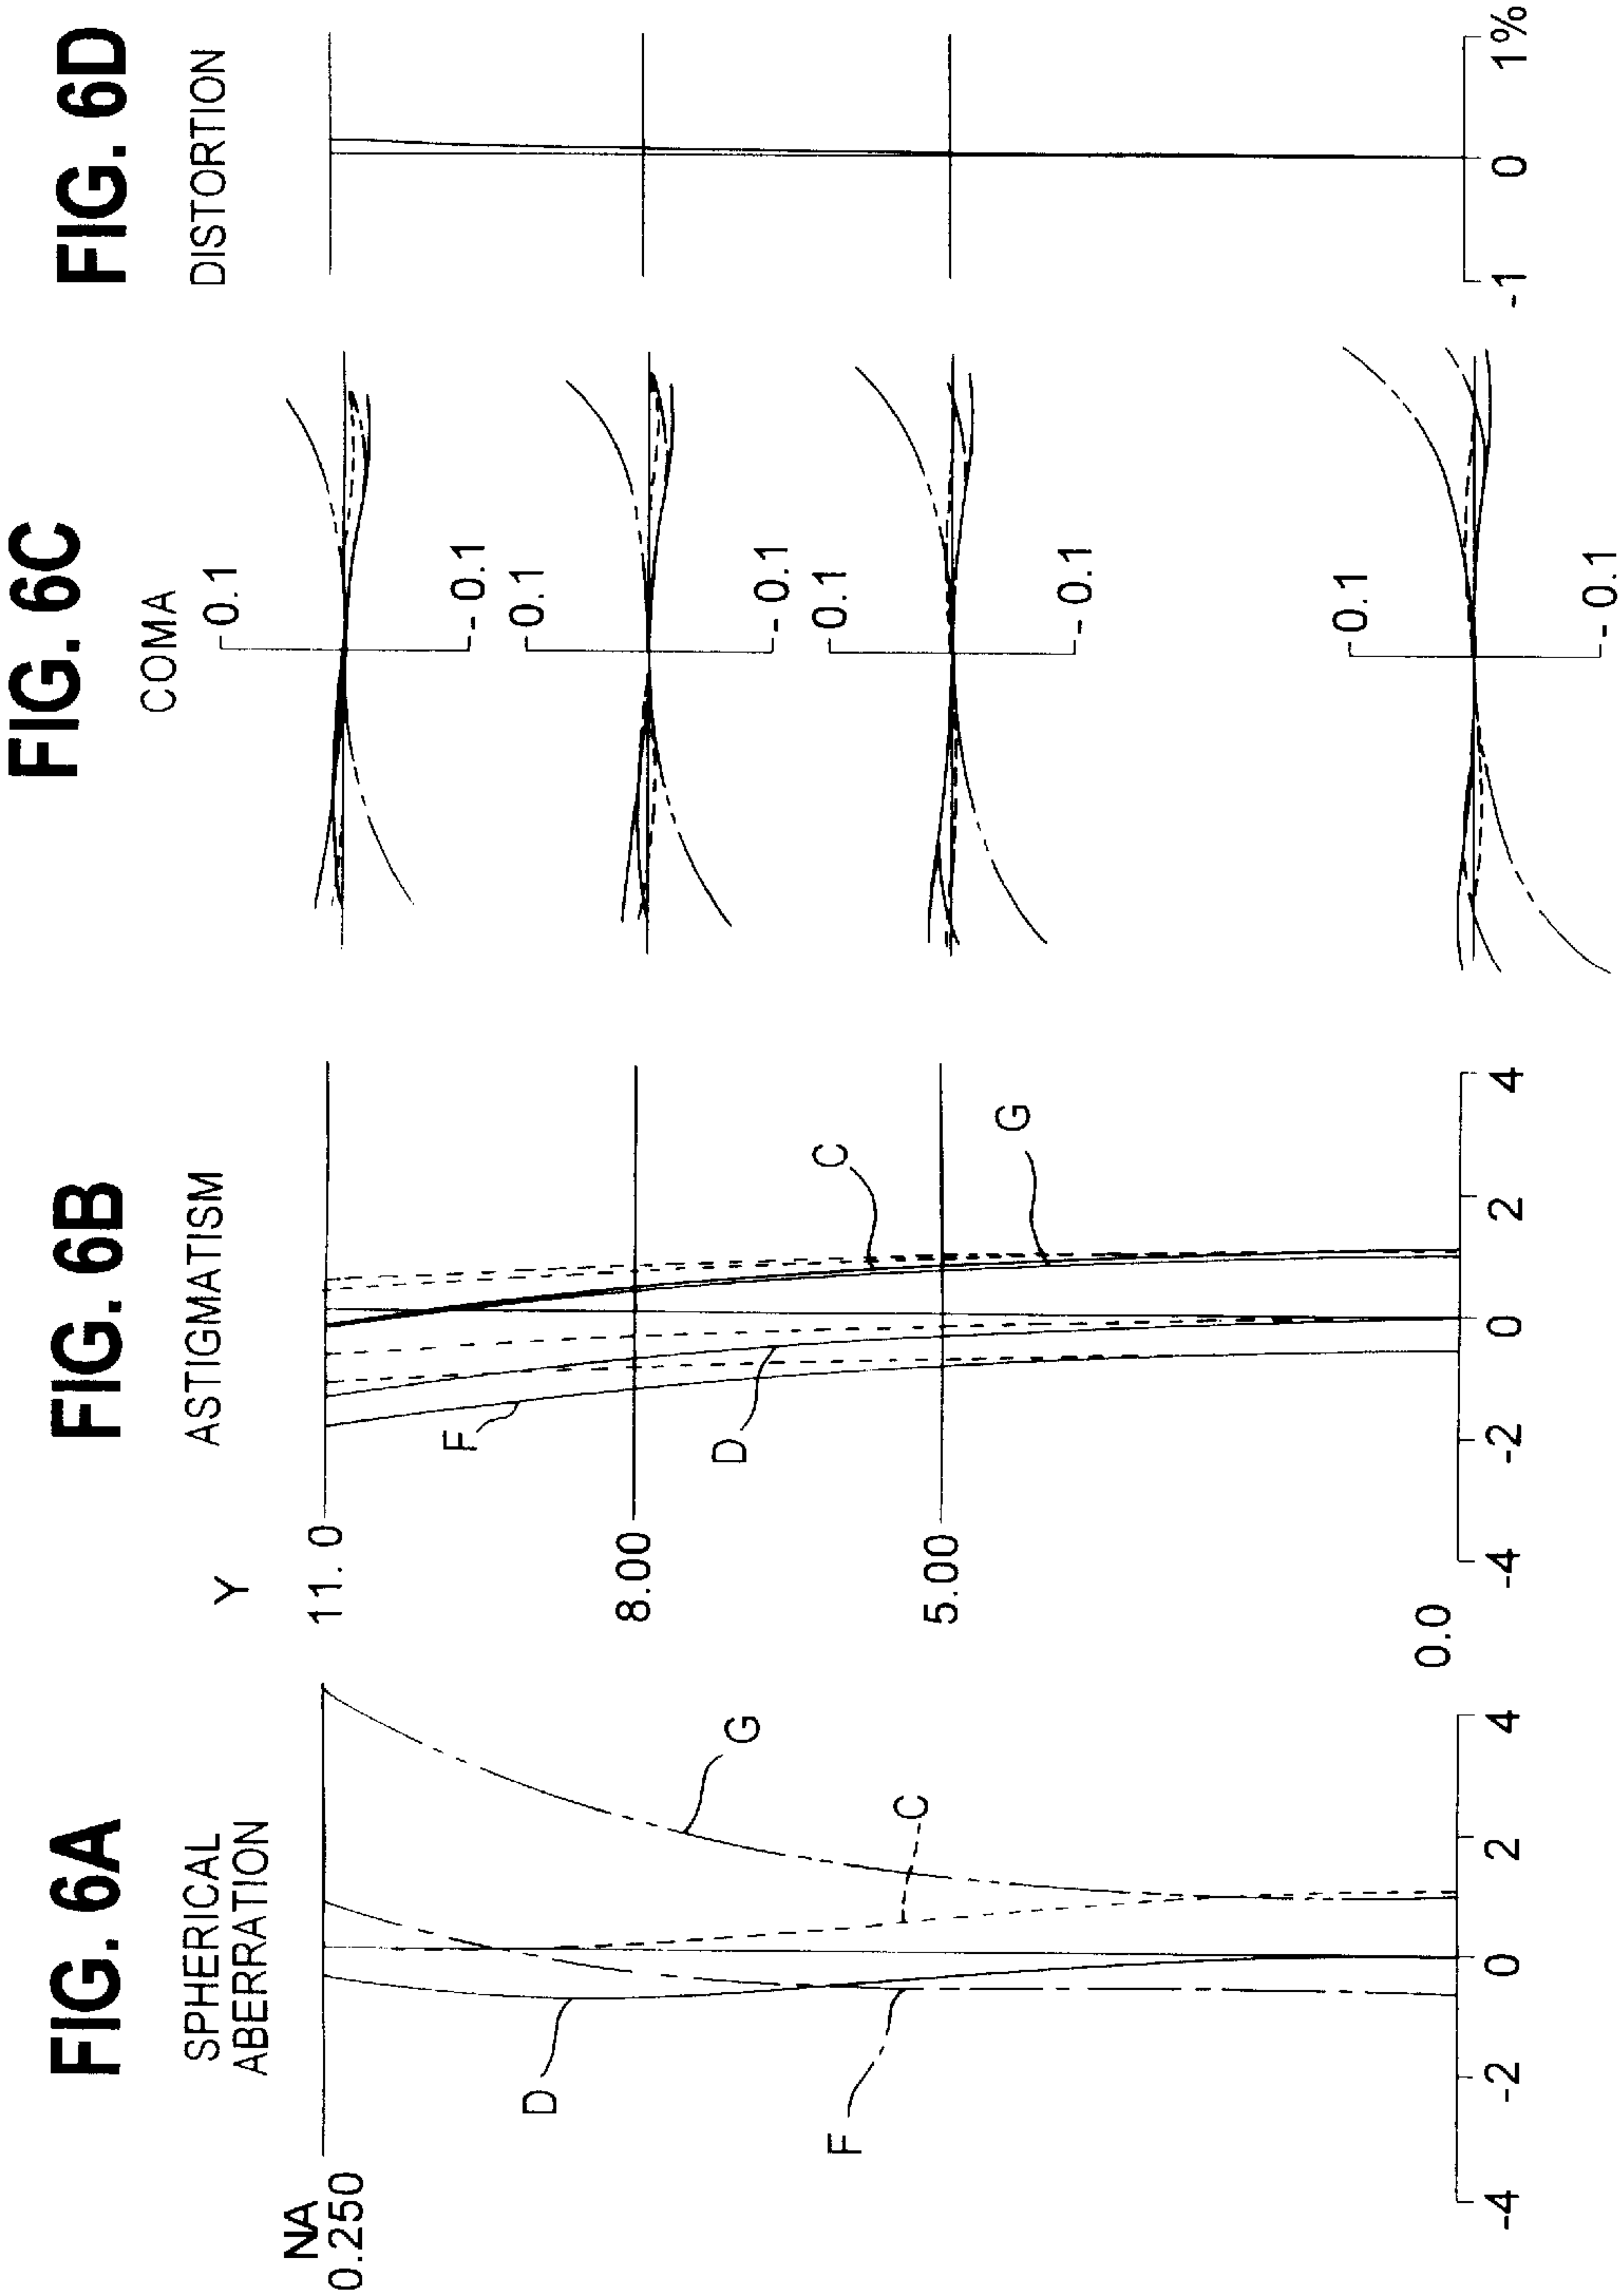 FIG. 6A
SPHERICAL
ABERRATION
NA
0.250
G
C
D
F
-4
-2
0
2
4
FIG. 6B
ASTIGMATISM
Y
11. 0
8.00
5.00
0.0
F
D
C
G
-4
-2
0
2
4
FIG. 6C
COMA
0.1
-0.1
0.1
-0.1
0.1
-0.1
0.1
-0.1
FIG. 6D
DISTORTION
-1
0
1%